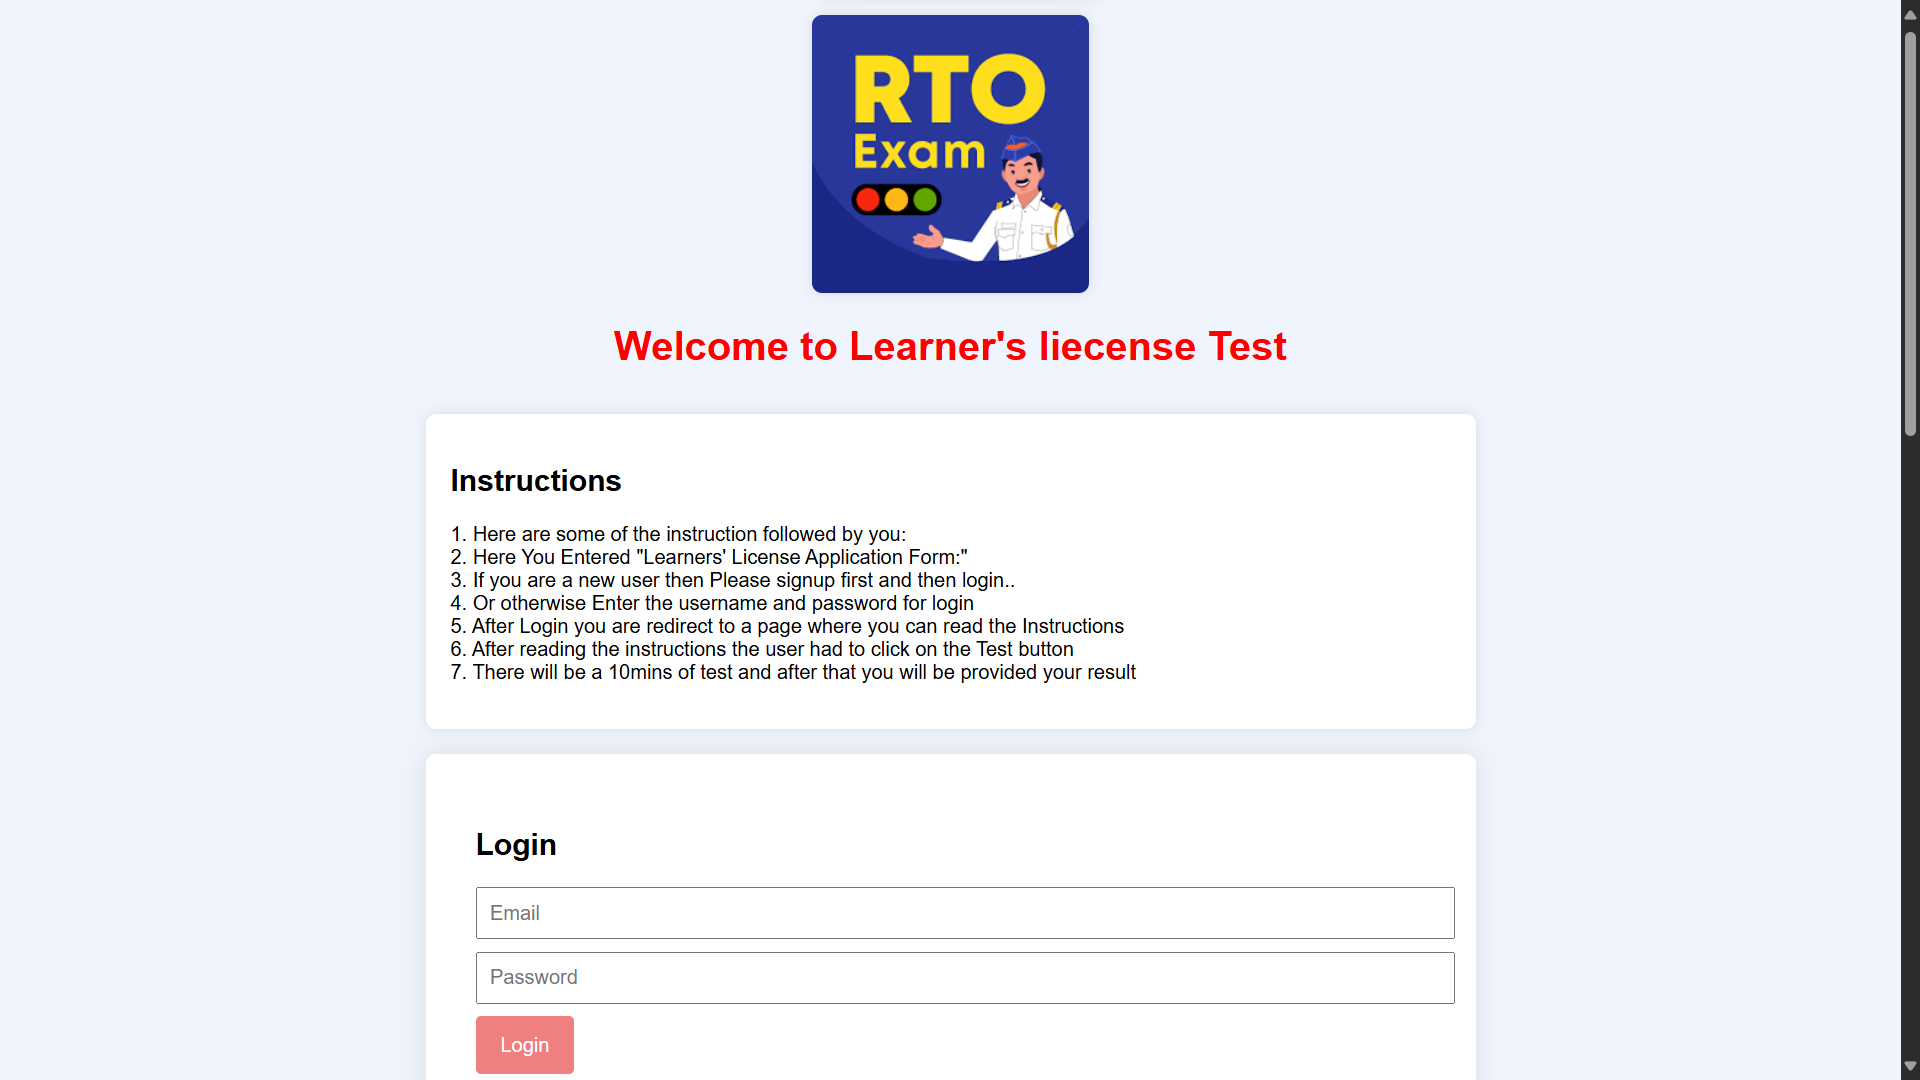 RTO
Exam
Welcome to Learner's liecense Test
Instructions
1. Here are some of the instruction followed by you:
2. Here You Entered "Learners' License Application Form:"
3. If you are a new user then Please signup first and then login..
4. Or otherwise Enter the username and password for login
5. After Login you are redirect to a page where you can read the Instructions
6. After reading the instructions the user had to click on the Test button
7. There will be a 10mins of test and after that you will be provided your result
Login
Email
Password
Login